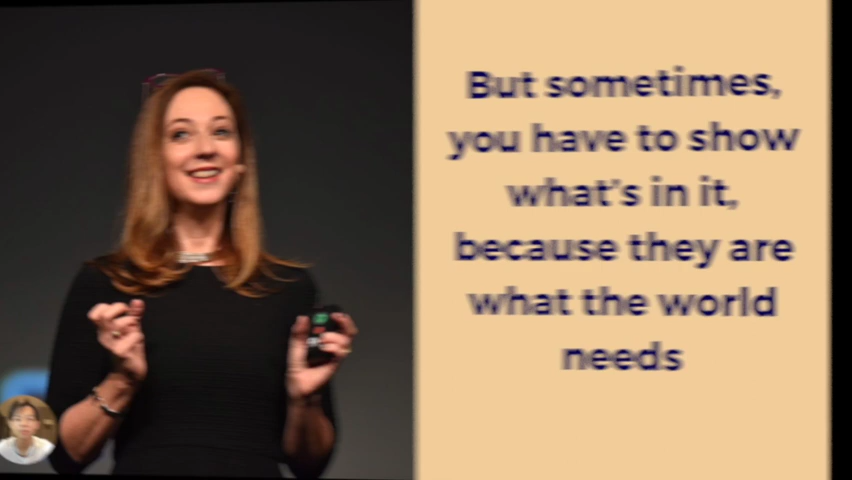 But sometimes,
you have to show
what's in it,
because they are
what the world
needs